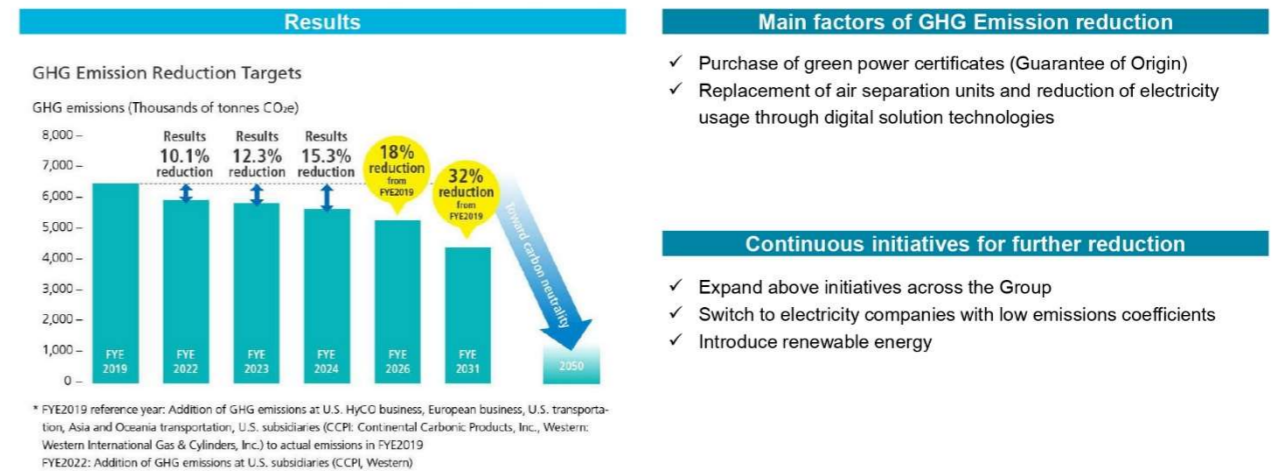 Results
GHG Emission Reduction Targets
GHG emissions (Thousands of tonnes CO₂e)
8,000 –
7,000 –
6,000 –
5,000 –
4,000 –
3,000 –
2,000 –
1,000 –
0 –
Results
10.1%
reduction
Results
12.3%
reduction
Results
15.3%
reduction
18%
reduction
from
FYE2019
32%
reduction
from
FYE2019
Toward carbon neutrality
FYE
2019
FYE
2022
FYE
2023
FYE
2024
FYE
2026
FYE
2031
2050
* FYE2019 reference year: Addition of GHG emissions at U.S. HyCO business, European business, U.S. transporta-
tion, Asia and Oceania transportation, U.S. subsidiaries (CCPI: Continental Carbonic Products, Inc., Western:
Western International Gas & Cylinders, Inc.) to actual emissions in FYE2019
FYE2022: Addition of GHG emissions at U.S. subsidiaries (CCPI, Western)
Main factors of GHG Emission reduction
✓ Purchase of green power certificates (Guarantee of Origin)
✓ Replacement of air separation units and reduction of electricity
usage through digital solution technologies
Continuous initiatives for further reduction
✓ Expand above initiatives across the Group
✓ Switch to electricity companies with low emissions coefficients
✓ Introduce renewable energy